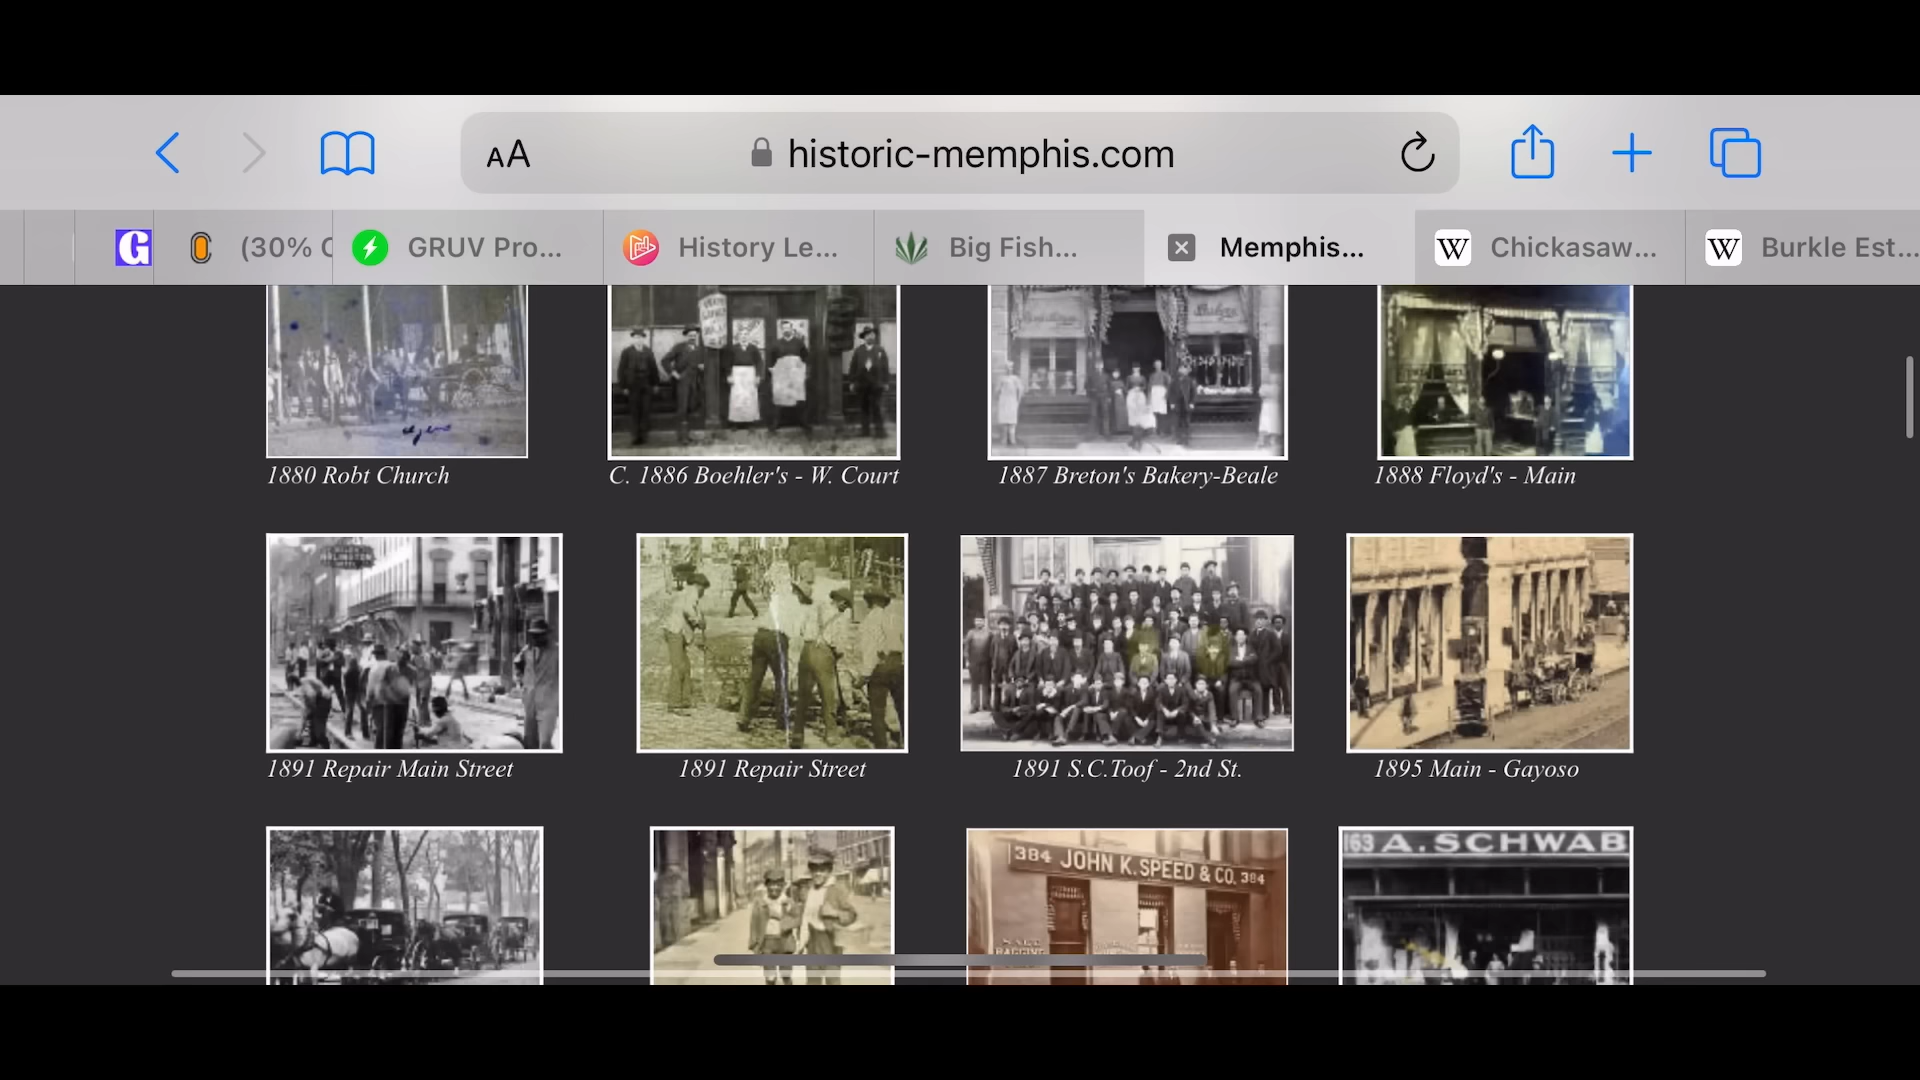 AA historic-memphis.com
G (30% C GRUV Pro... History Le... Big Fish... Memphis... W Chickasaw... W Burkle Est...
1880 Robt Church C. 1886 Boehler's - W. Court 1887 Breton's Bakery-Beale 1888 Floyd's - Main
1891 Repair Main Street 1891 Repair Street 1891 S.C.Toof - 2nd St. 1895 Main - Gayoso
384 JOHN K. SPEED & CO. 384
163 A. SCHWAB